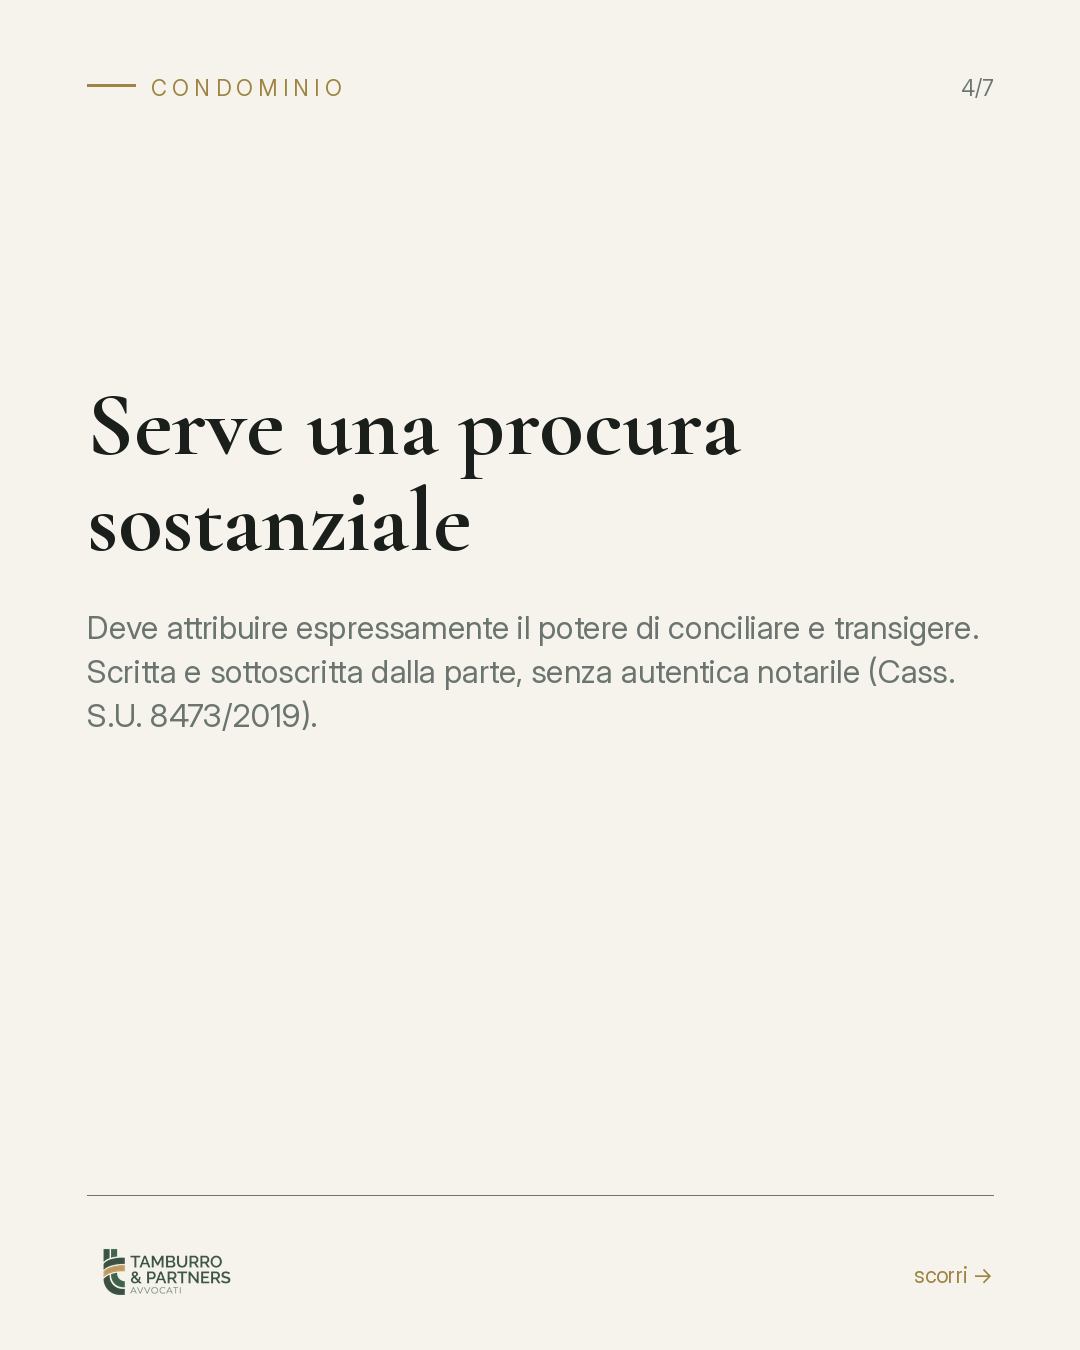 CONDOMINIO
4/7
Serve una procura
sostanziale
Deve attribuire espressamente il potere di conciliare e transigere.
Scritta e sottoscritta dalla parte, senza autentica notarile (Cass.
S.U. 8473/2019).
TAMBURRO
& PARTNERS
AVVOCATI
scorri →